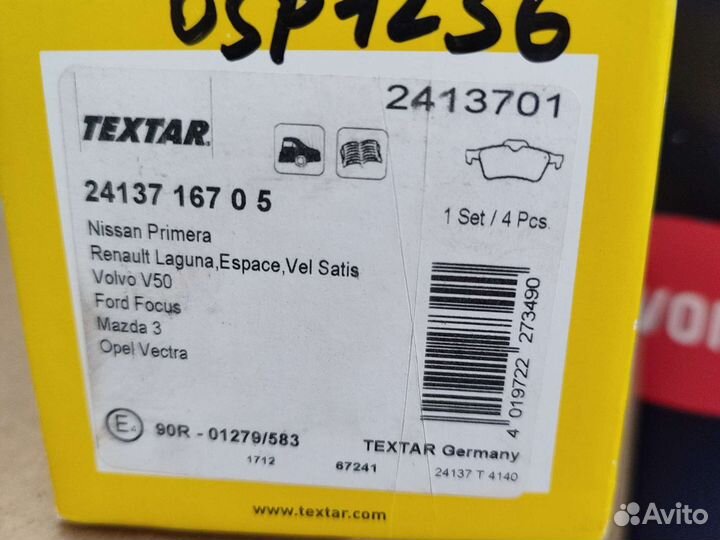 DSP1256
TEXTAR
2413701
24137 167 0 5
1 Set / 4 Pcs.
Nissan Primera
Renault Laguna,Espace,Vel Satis
Volvo V50
Ford Focus
Mazda 3
Opel Vectra
4 019722 273490
E4
90R - 01279/583
TEXTAR Germany
1712
67241
24137 T 4140
www.textar.com
Avito